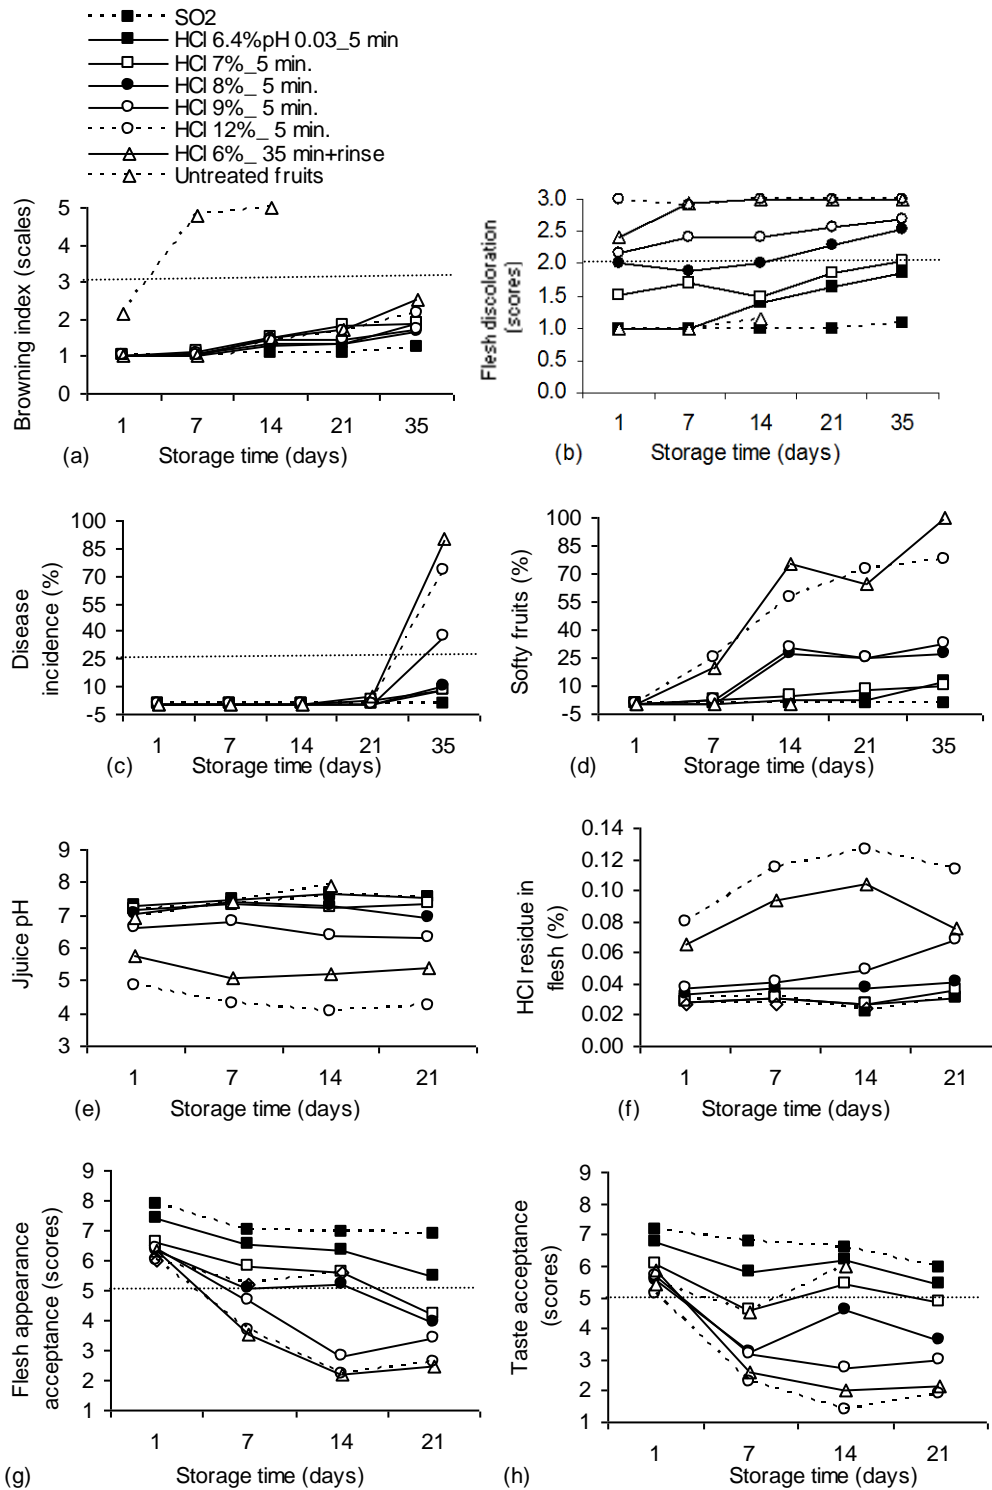 SO2
HCl 6.4%pH 0.03_5 min
HCl 7%_5 min.
HCl 8%_ 5 min.
HCl 9%_ 5 min.
HCl 12%_ 5 min.
HCl 6%_ 35 min+rinse
Untreated fruits
Browning index (scales)
5
4
3
2
1
0
1 7 14 21 35
(a) Storage time (days)
Flesh discoloration
(scores)
3.0
2.5
2.0
1.5
1.0
0.5
0.0
1 7 14 21 35
(b) Storage time (days)
Disease
incidence (%)
100
85
70
55
40
25
10
-5
1 7 14 21 35
(c) Storage time (days)
Softy fruits (%)
100
85
70
55
40
25
10
-5
1 7 14 21 35
(d) Storage time (days)
Jjuice pH
9
8
7
6
5
4
3
1 7 14 21
(e) Storage time (days)
HCl residue in
flesh (%)
0.14
0.12
0.10
0.08
0.06
0.04
0.02
0.00
1 7 14 21
(f) Storage time (days)
Flesh appearance
acceptance (scores)
9
8
7
6
5
4
3
2
1
1 7 14 21
(g) Storage time (days)
Taste acceptance
(scores)
9
8
7
6
5
4
3
2
1
1 7 14 21
(h) Storage time (days)